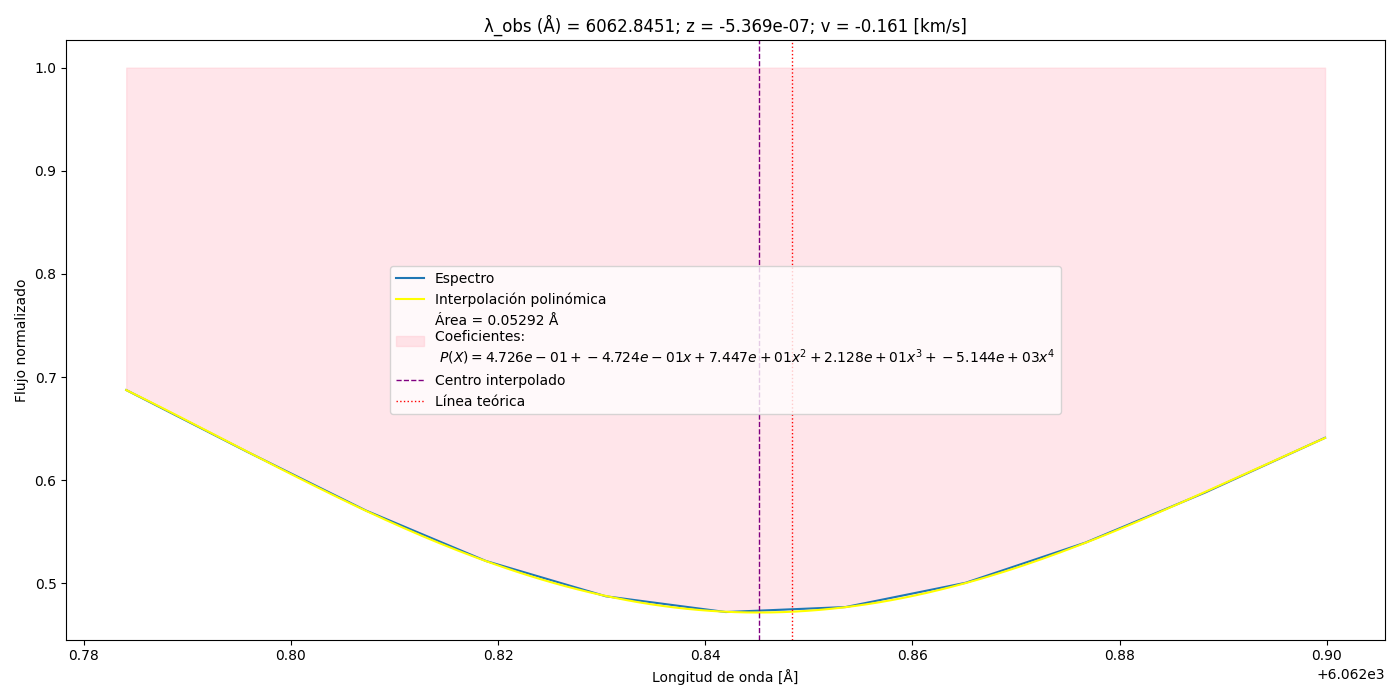 λ_obs (Å) = 6062.8451; z = -5.369e-07; v = -0.161 [km/s]
Flujo normalizado
1.0
0.9
0.8
0.7
0.6
0.5
Espectro
Interpolación polinómica
Área = 0.05292 Å
Coeficientes:
P(X) = 4.726e − 01 + −4.724e − 01x + 7.447e + 01x² + 2.128e + 01x³ + −5.144e + 03x⁴
Centro interpolado
Línea teórica
0.78 0.80 0.82 0.84 0.86 0.88 0.90
+6.062e3
Longitud de onda [Å]